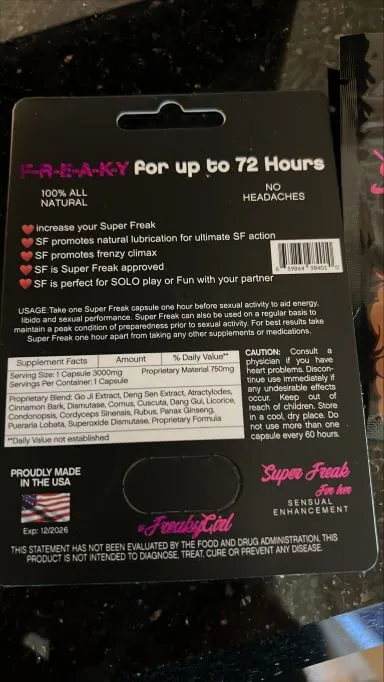 F-R-E-A-K-Y for up to 72 Hours
100% ALL
NATURAL
NO
HEADACHES
increase your Super Freak
SF promotes natural lubrication for ultimate SF action
SF promotes frenzy climax
SF is Super Freak approved
SF is perfect for SOLO play or Fun with your partner
6 59864 98401 0
USAGE:Take one Super Freak capsule one hour before sexual activity to aid energy,
libido and sexual performance. Super Freak can also be used on a regular basis to
maintain a peak condition of preparedness prior to sexual activity. For best results take
Super Freak one hour apart from taking any other supplements or medications.
Supplement Facts Amount % Daily Value**
Serving Size: 1 Capsule 3000mg Proprietary Material 750mg
Servings Per Container: 1 Capsule
Proprietary Blend: Go Ji Extract, Deng Sen Extract, Atractylodes,
Cinnamon Bark, Dismutase, Cornus, Cuscuta, Dang Gui, Licorice,
Condonopsis, Cordyceps Sinensis, Rubus, Panax Ginseng,
Pueraria Lobata, Superoxide Dismutase, Proprietary Formula
**Daily Value not established
CAUTION: Consult a
physician if you have
heart problems. Discon-
tinue use immediately if
any undesirable effects
occur. Keep out of
reach of children. Store
in a cool, dry place. Do
not use more than one
capsule every 60 hours.
PROUDLY MADE
IN THE USA
Exp: 12/2026
#FreakyGirl
Super Freak
For her
SENSUAL
ENHANCEMENT
THIS STATEMENT HAS NOT BEEN EVALUATED BY THE FOOD AND DRUG ADMINISTRATION. THIS
PRODUCT IS NOT INTENDED TO DIAGNOSE, TREAT, CURE OR PREVENT ANY DISEASE.